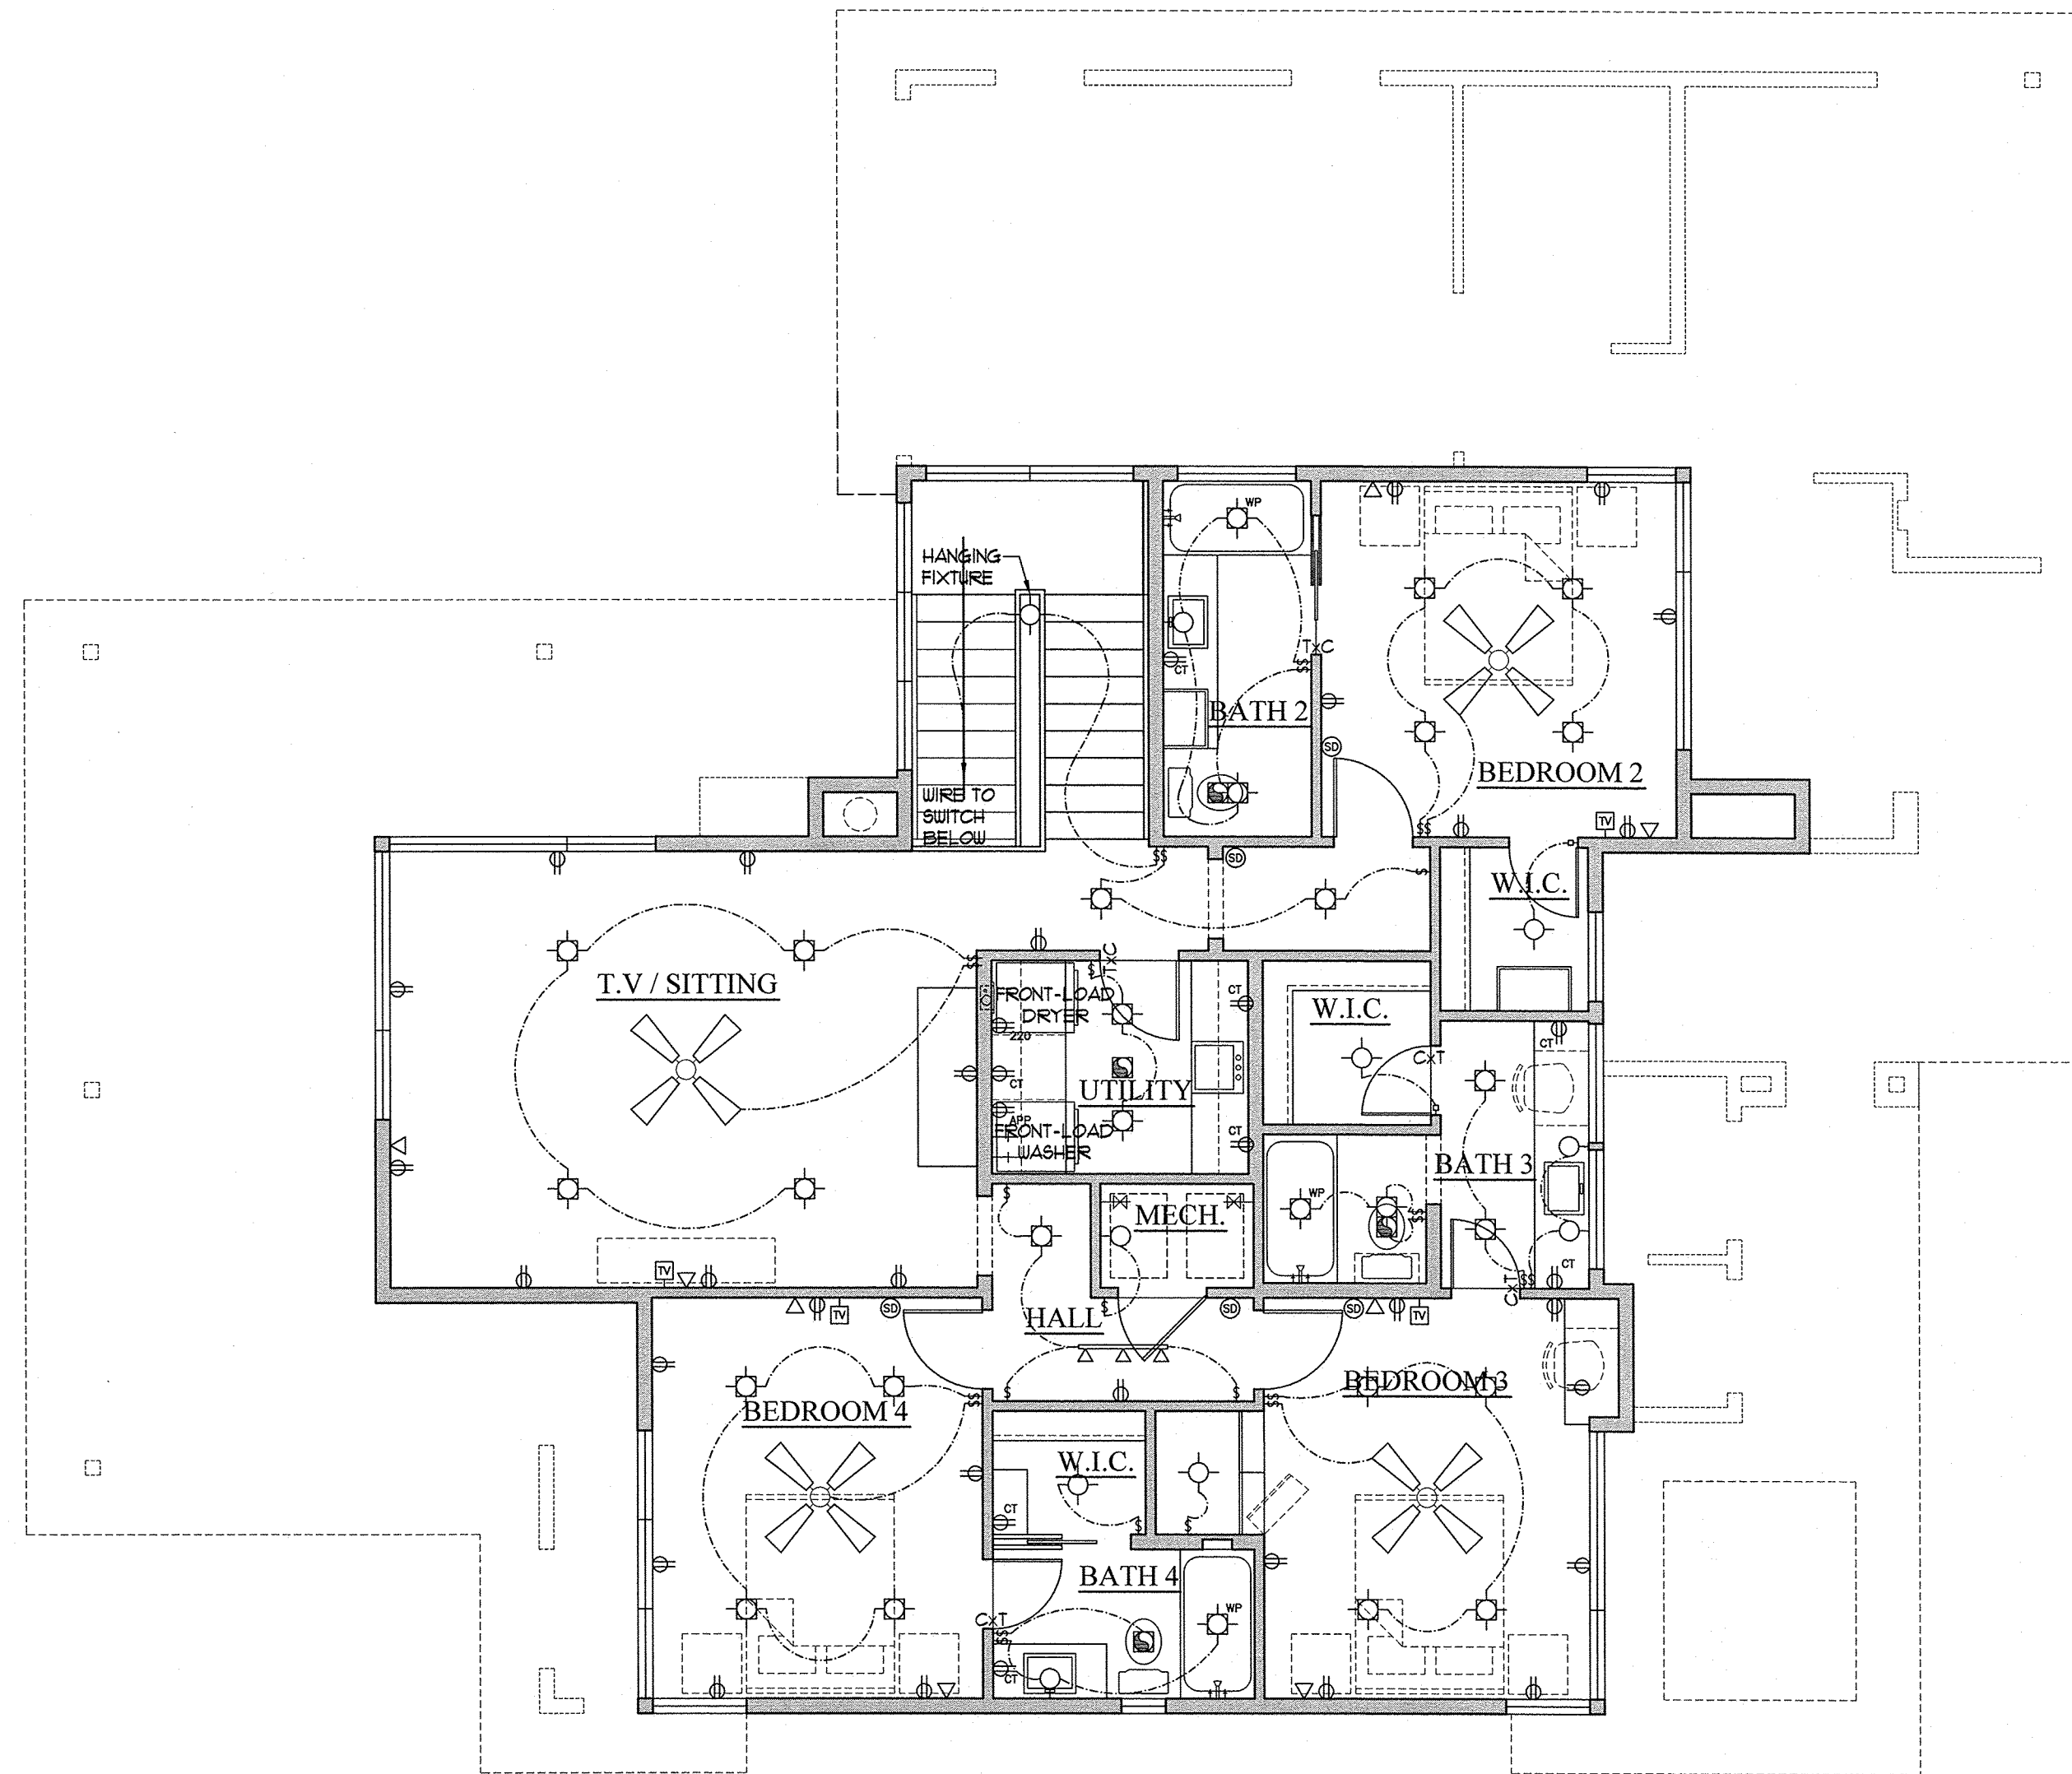 HANGING
FIXTURE
WP
CT
TxC
$$
BATH 2
SD
BEDROOM 2
WIRE TO
SWITCH
BELOW
$$
TV
$$
SD
$
W.I.C.
T.V / SITTING
$$
TxC
$
FRONT-LOAD
DRYER
220
CT
W.I.C.
CT
CxT
CT
UTILITY
APP
FRONT-LOAD
WASHER
CT
BATH 3
$
MECH.
WP
$$
CT
TV
CxT
$$
TV
SD
HALL
$
SD
SD
TV
BEDROOM 3
$$
$
$
$$
BEDROOM 4
W.I.C.
CT
$
$
BATH 4
CxT
$$
WP
CT